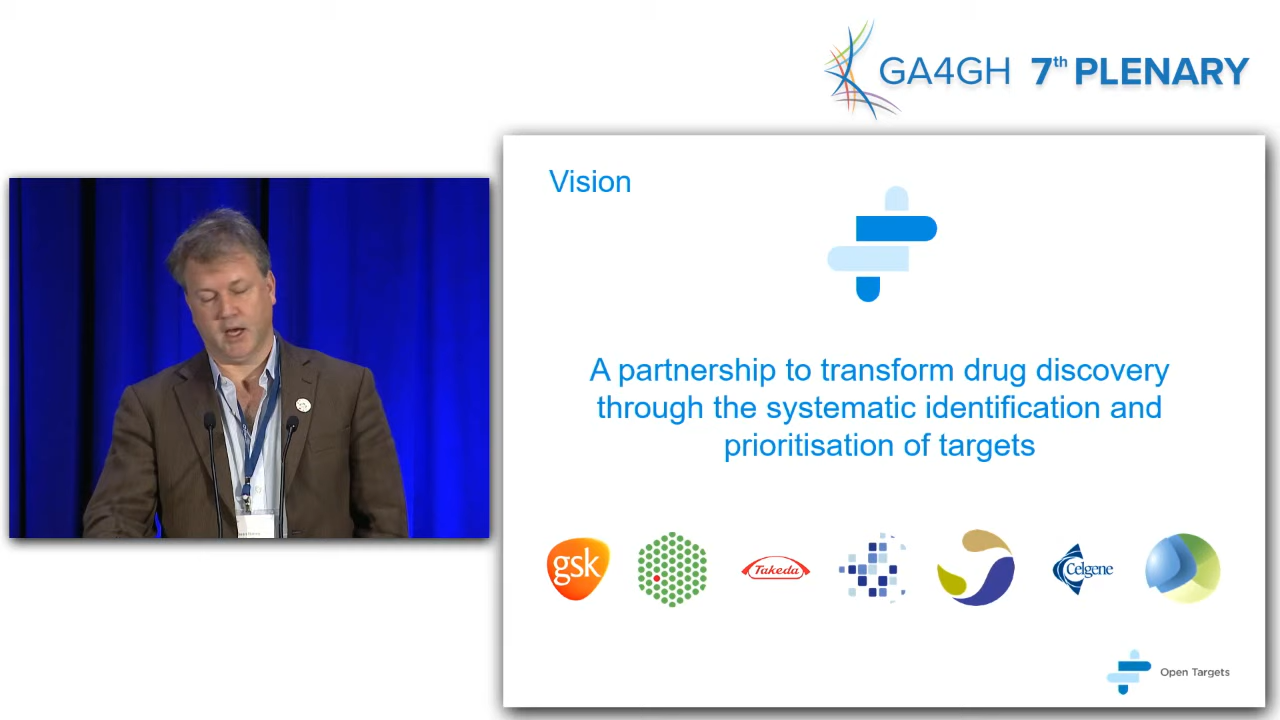 GA4GH 7th PLENARY
Vision
A partnership to transform drug discovery
through the systematic identification and
prioritisation of targets
gsk
Takeda
Celgene
Open Targets